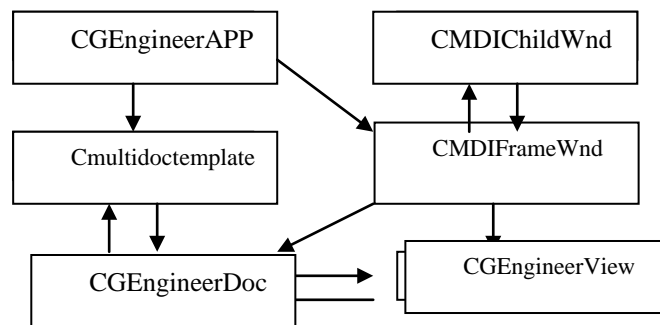 CGEngineerAPP
CMDIChildWnd
Cmultidoctemplate
CMDIFrameWnd
CGEngineerDoc
CGEngineerView